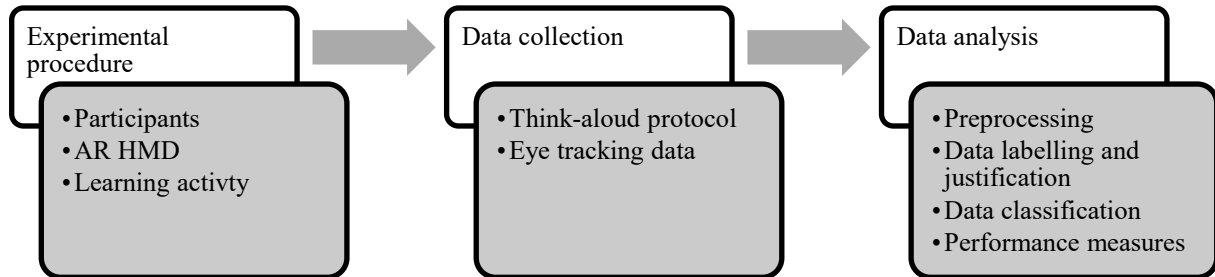 Experimental
procedure
• Participants
• AR HMD
• Learning activty
Data collection
• Think-aloud protocol
• Eye tracking data
Data analysis
• Preprocessing
• Data labelling and
justification
• Data classification
• Performance measures